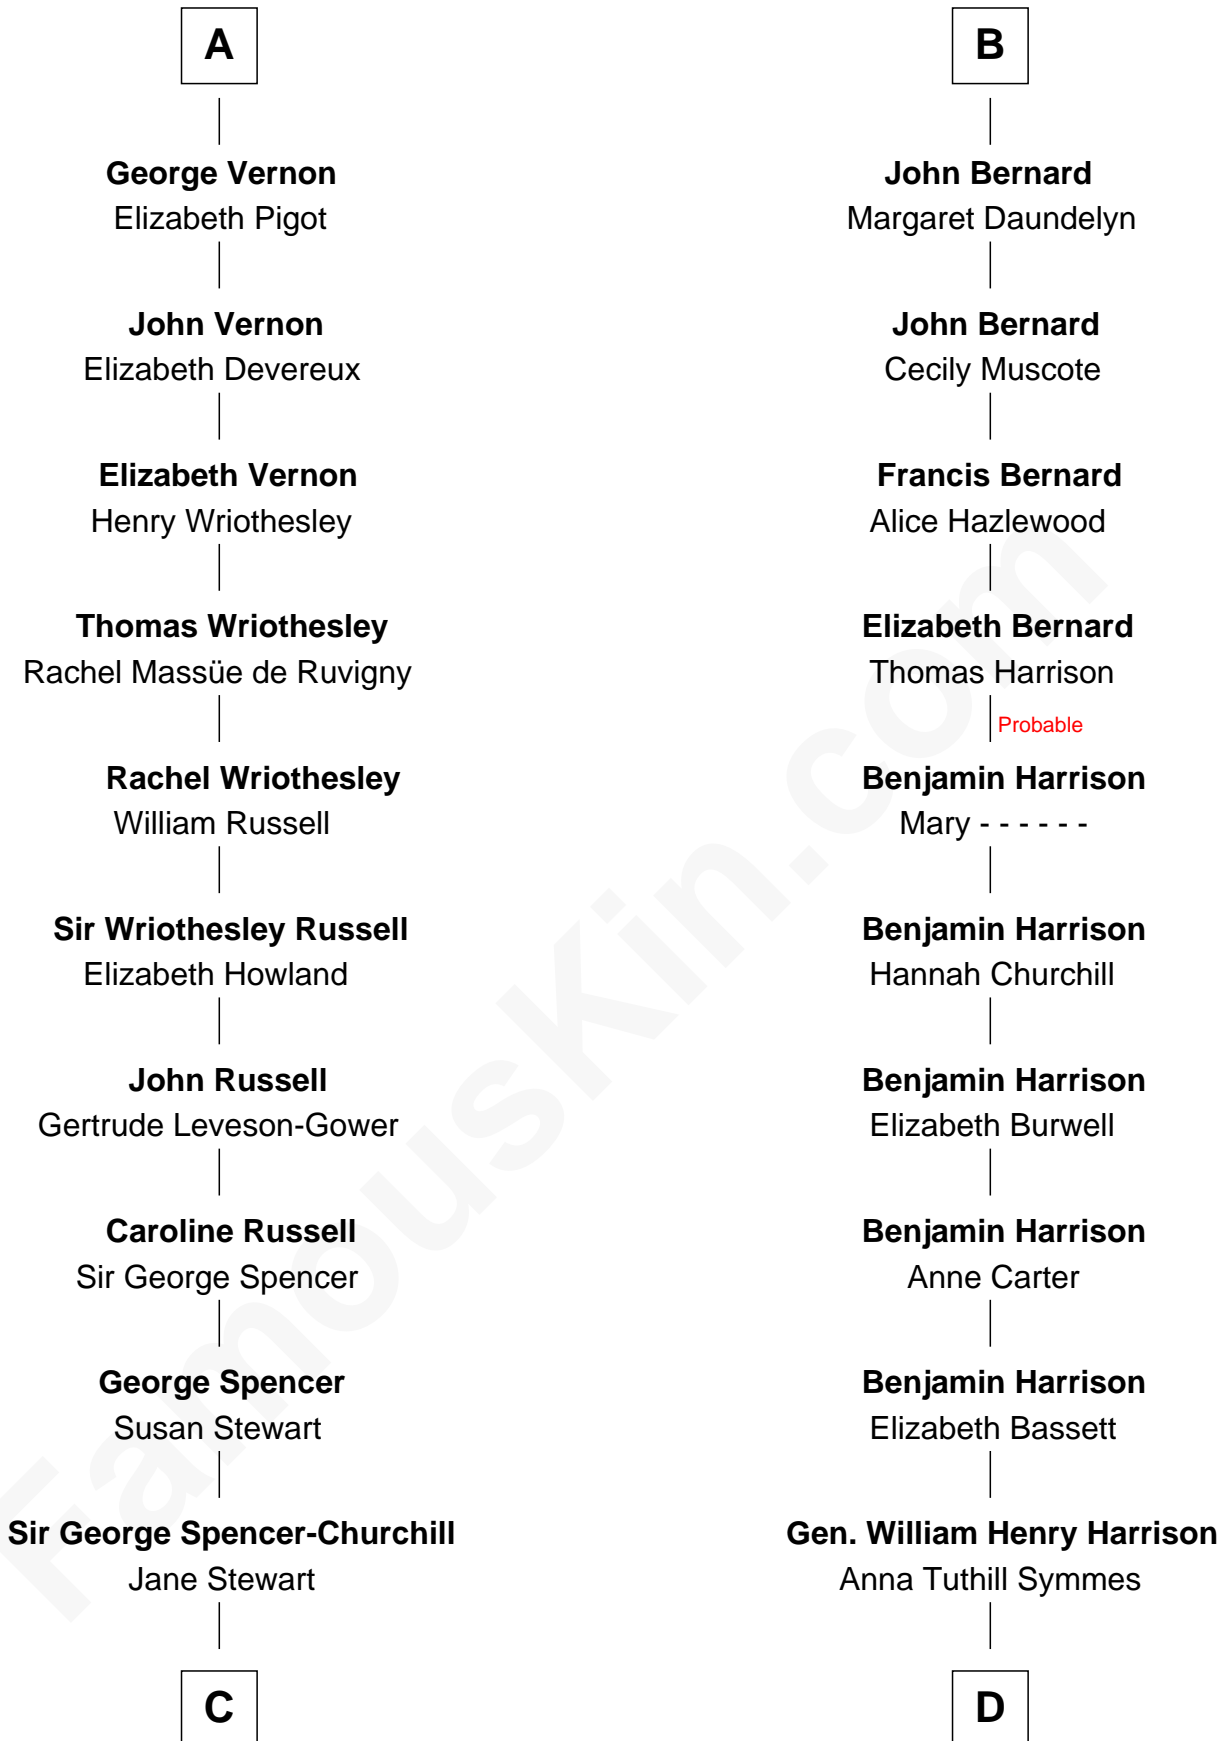 A
George Vernon
Elizabeth Pigot
John Vernon
Elizabeth Devereux
Elizabeth Vernon
Henry Wriothesley
Thomas Wriothesley
Rachel Massüe de Ruvigny
Rachel Wriothesley
William Russell
Sir Wriothesley Russell
Elizabeth Howland
John Russell
Gertrude Leveson-Gower
Caroline Russell
Sir George Spencer
George Spencer
Susan Stewart
Sir George Spencer-Churchill
Jane Stewart
C
B
John Bernard
Margaret Daundelyn
John Bernard
Cecily Muscote
Francis Bernard
Alice Hazlewood
Elizabeth Bernard
Thomas Harrison
Probable
Benjamin Harrison
Mary - - - - - -
Benjamin Harrison
Hannah Churchill
Benjamin Harrison
Elizabeth Burwell
Benjamin Harrison
Anne Carter
Benjamin Harrison
Elizabeth Bassett
Gen. William Henry Harrison
Anna Tuthill Symmes
D
FamousKin.com